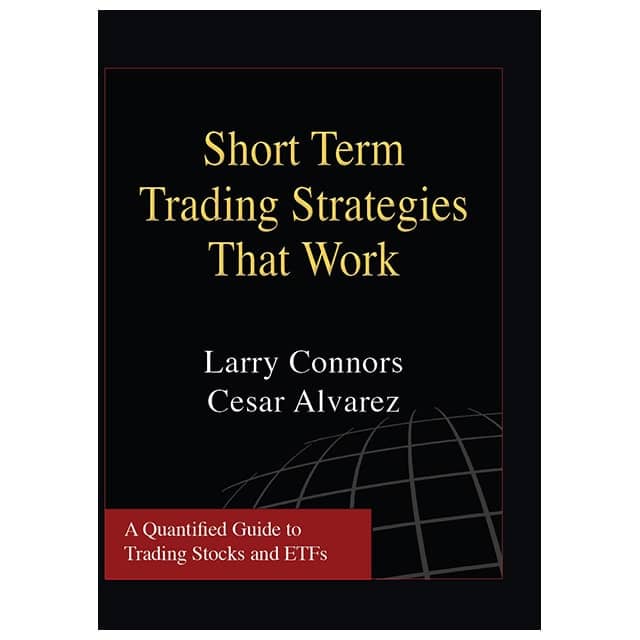 Short Term
Trading Strategies
That Work
Larry Connors
Cesar Alvarez
A Quantified Guide to
Trading Stocks and ETFs